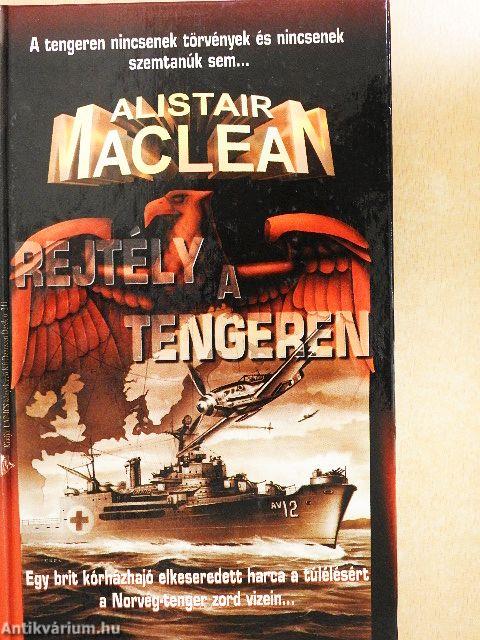 A tengeren nincsenek törvények és nincsenek
szemtanúk sem...
ALISTAIR
MACLEAN
REJTÉLY
A
TENGEREN
AV 12
Egy brit kórházhajó elkeseredett harca a túlélésért
a Norvég-tenger zord vizein...
Antikvárium.hu